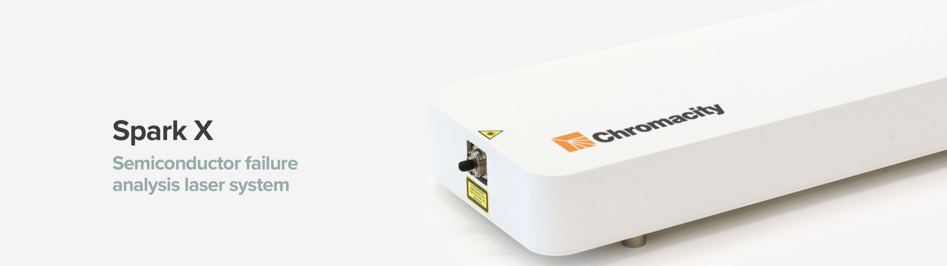 Spark X
Semiconductor failure
analysis laser system
Chromacity